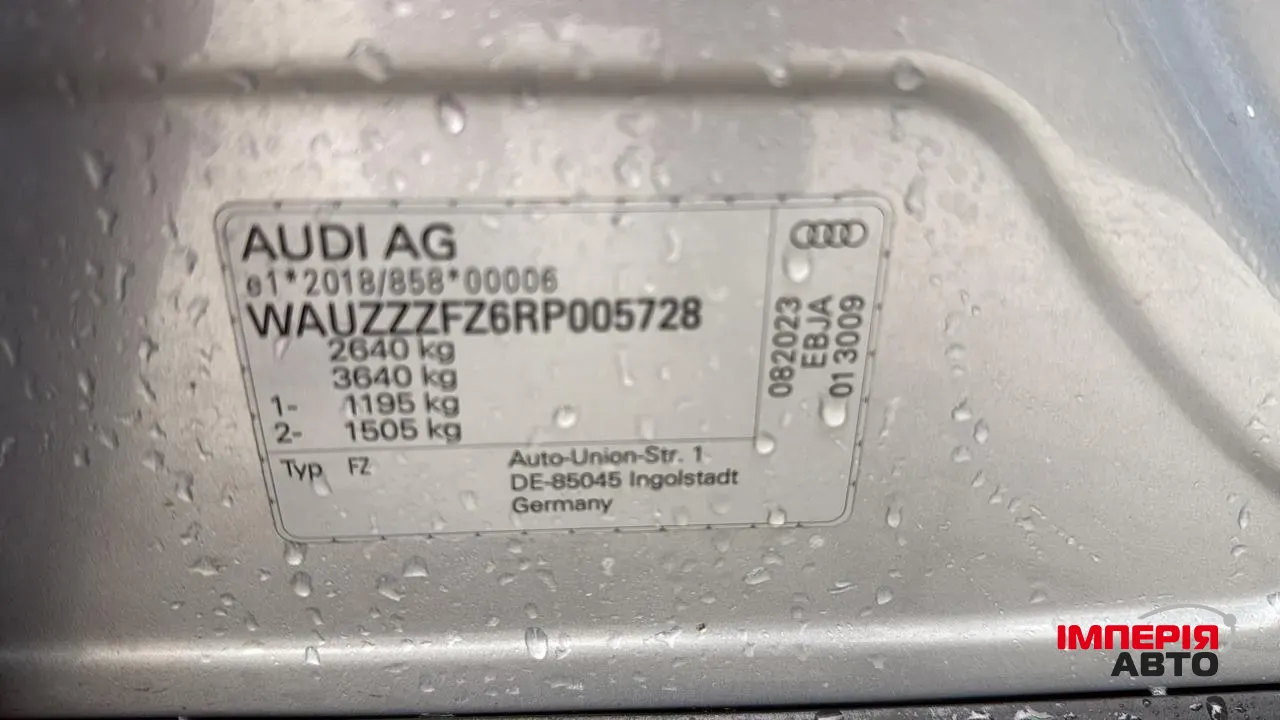 AUDI AG
e1*2018/858*00006
WAUZZZFZ6RP005728
2640 kg
3640 kg
1- 1195 kg
2- 1505 kg
Typ FZ
Auto-Union-Str. 1
DE-85045 Ingolstadt
Germany
082023
EBJA
013009
ІМПЕРІЯ
АВТО